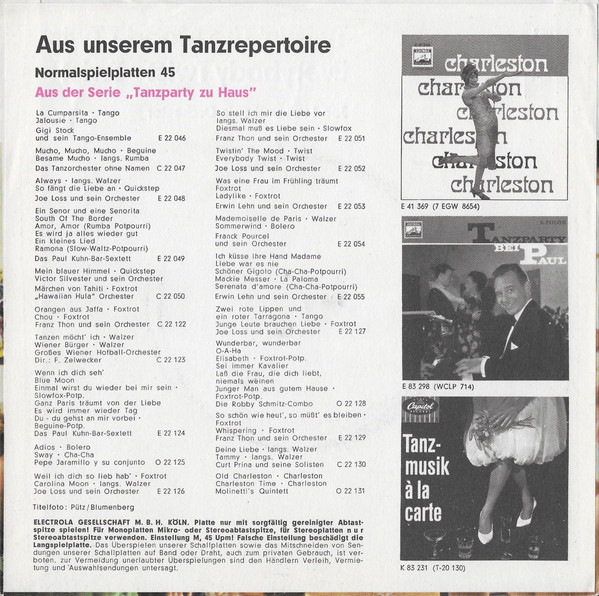 Aus unserem Tanzrepertoire
Normalspielplatten 45
Aus der Serie „Tanzparty zu Haus"
La Cumparsita · Tango
Jalousie · Tango
Gigi Stock
und sein Tango-Ensemble E 22 046
Mucho, Mucho, Mucho · Beguine
Besame Mucho · langs. Rumba
Das Tanzorchester ohne Namen C 22 047
Always · langs. Walzer
So fängt die Liebe an · Quickstep
Joe Loss und sein Orchester E 22 048
Ein Senor und eine Senorita
South Of The Border
Amor, Amor (Rumba Potpourri)
Es wird ja alles wieder gut
Ein kleines Lied
Ramona (Slow-Waltz-Potpourri)
Das Paul Kuhn-Bar-Sextett E 22 049
Mein blauer Himmel · Quickstep
Victor Silvester und sein Orchester
Märchen von Tahiti · Foxtrot
„Hawaiian Hula" Orchester C 22 050
Orangen aus Jaffa · Foxtrot
Chou · Foxtrot
Franz Thon und sein Orchester C 22 122
Tanzen möcht' ich · Walzer
Wiener Bürger · Walzer
Großes Wiener Hofball-Orchester
Dir.: F. Zelwecker C 22 123
Wenn ich dich seh'
Blue Moon
Einmal wirst du wieder bei mir sein ·
Slowfox-Potp.
Ganz Paris träumt von der Liebe
Es wird immer wieder Tag
Du - du gehst an mir vorbei ·
Beguine-Potp.
Das Paul Kuhn-Bar-Sextett E 22 124
Adios · Bolero
Sway · Cha-Cha
Pepe Jaramillo y su conjunto O 22 125
Weil ich dich so lieb hab' · Foxtrot
Carolina Moon · langs. Walzer
Joe Loss und sein Orchester E 22 126
So stell ich mir die Liebe vor
langs. Walzer
Diesmal muß es Liebe sein · Slowfox
Franz Thon und sein Orchester E 22 051
Twistin' The Mood · Twist
Everybody Twist · Twist
Joe Loss und sein Orchester E 22 052
Was eine Frau im Frühling träumt
Foxtrot
Ladylike · Foxtrot
Erwin Lehn und sein Orchester E 22 053
Mademoiselle de Paris · Walzer
Sommerwind · Bolero
Franck Pourcel
und sein Orchester E 22 054
Ich küsse Ihre Hand Madame
Liebe war es nie
Schöner Gigolo (Cha-Cha-Potpourri)
Mackie Messer · La Paloma
Serenata d'amore (Cha-Cha-Potpourri)
Erwin Lehn und sein Orchester E 22 055
Zwei rote Lippen und
ein roter Tarragona · Tango
Junge Leute brauchen Liebe · Foxtrot
Joe Loss und sein Orchester E 22 127
Wunderbar, wunderbar
O-A-Ha
Elisabeth · Foxtrot-Potp.
Sei immer Kavalier
Laß die Frau, die dich liebt,
niemals weinen
Junger Man aus gutem Hause ·
Foxtrot-Potp.
Die Robby Schmitz-Combo O 22 128
So schön wie heut', so müßt' es bleiben ·
Foxtrot
Whispering · Foxtrot
Franz Thon und sein Orchester E 22 129
Deine Liebe · langs. Walzer
Tammy · langs. Walzer
Curt Prina und seine Solisten C 22 130
Old Charleston · Charleston
Charleston Time · Charleston
Molinetti's Quintett O 22 131
Titelfoto: Pütz/Blumenberg
ELECTROLA GESELLSCHAFT M. B. H. KÖLN. Platte nur mit sorgfältig gereinigter Abtast-
spitze spielen! Für Monoplatten Mikro- oder Stereoabtastspitze, für Stereoplatten nur
Stereoabtastspitze verwenden. Einstellung M, 45 Upm! Falsche Einstellung beschädigt die
Langspielplatte. Das Überspielen unserer Schallplatten sowie das Mitschneiden von Sen-
dungen unserer Schallplatten auf Band oder Draht, auch zum privaten Gebrauch, ist ver-
boten. zur Vermeidung unerlaubter Überspielungen sind den Händlern Verleih, Vermie-
tung und Auswahlsendungen untersagt.
charleston
charleston
charleston
charleston
charleston
charleston
E 41 369 (7 EGW 8654)
TANZPARTY
BEI
PAUL
E 83 298 (WCLP 714)
Capitol
Tanz-
musik
à la
carte
K 83 231 (T-20 130)